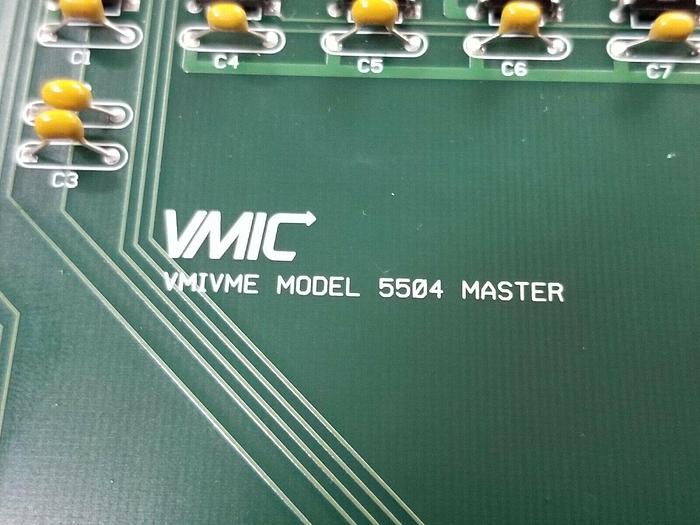 C1
C4
C5
C6
C7
C3
VMIC
VMIVME MODEL 5504 MASTER